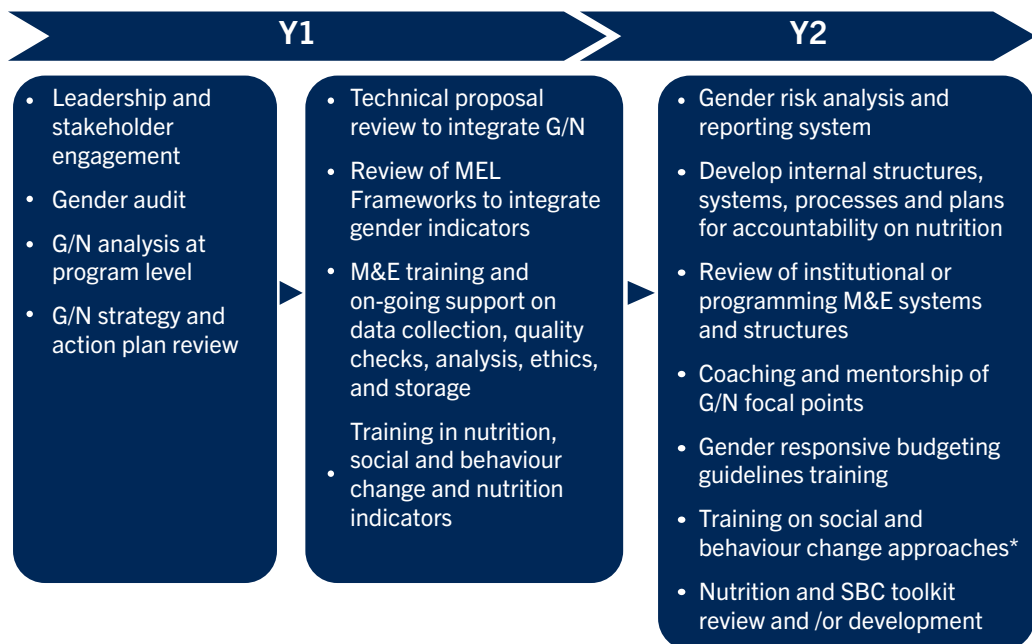 Y1
Y2
• Leadership and
stakeholder
engagement
• Gender audit
• G/N analysis at
program level
• G/N strategy and
action plan review
• Technical proposal
review to integrate G/N
• Review of MEL
Frameworks to integrate
gender indicators
• M&E training and
on-going support on
data collection, quality
checks, analysis, ethics,
and storage
Training in nutrition,
social and behaviour
• change and nutrition
indicators
• Gender risk analysis and
reporting system
• Develop internal structures,
systems, processes and plans
for accountability on nutrition
• Review of institutional or
programming M&E systems
and structures
• Coaching and mentorship of
G/N focal points
• Gender responsive budgeting
guidelines training
• Training on social and
behaviour change approaches*
• Nutrition and SBC toolkit
review and /or development